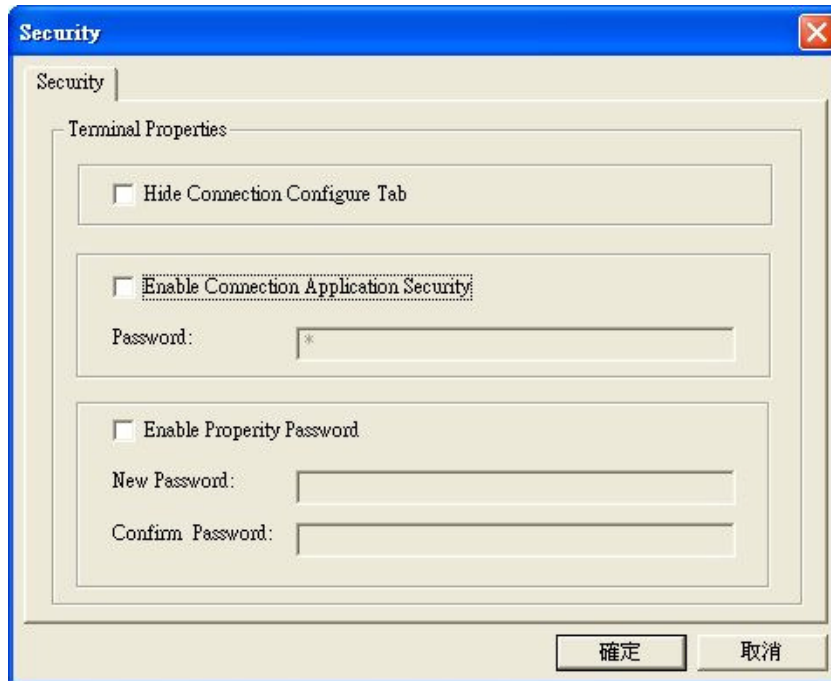 Security
Security
Terminal Properties
Hide Connection Configure Tab
Enable Connection Application Security
Password: *
Enable Properity Password
New Password:
Confirm Password:
確定 取消